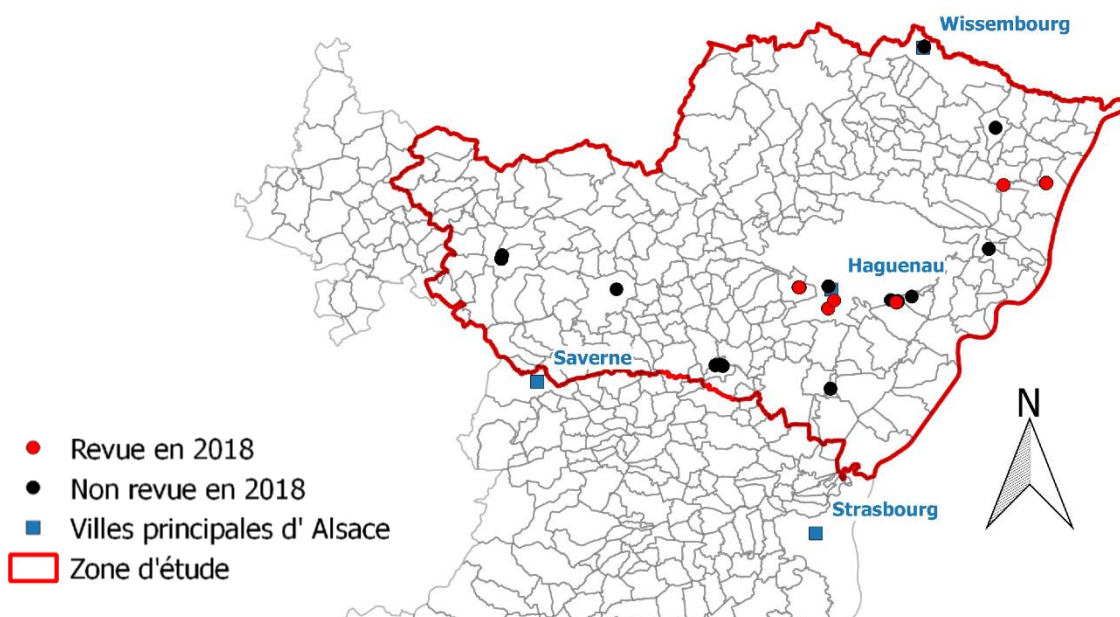 Wissembourg
Haguenau
Saverne
N
Revue en 2018
Non revue en 2018
Strasbourg
Villes principales d' Alsace
Zone d'étude